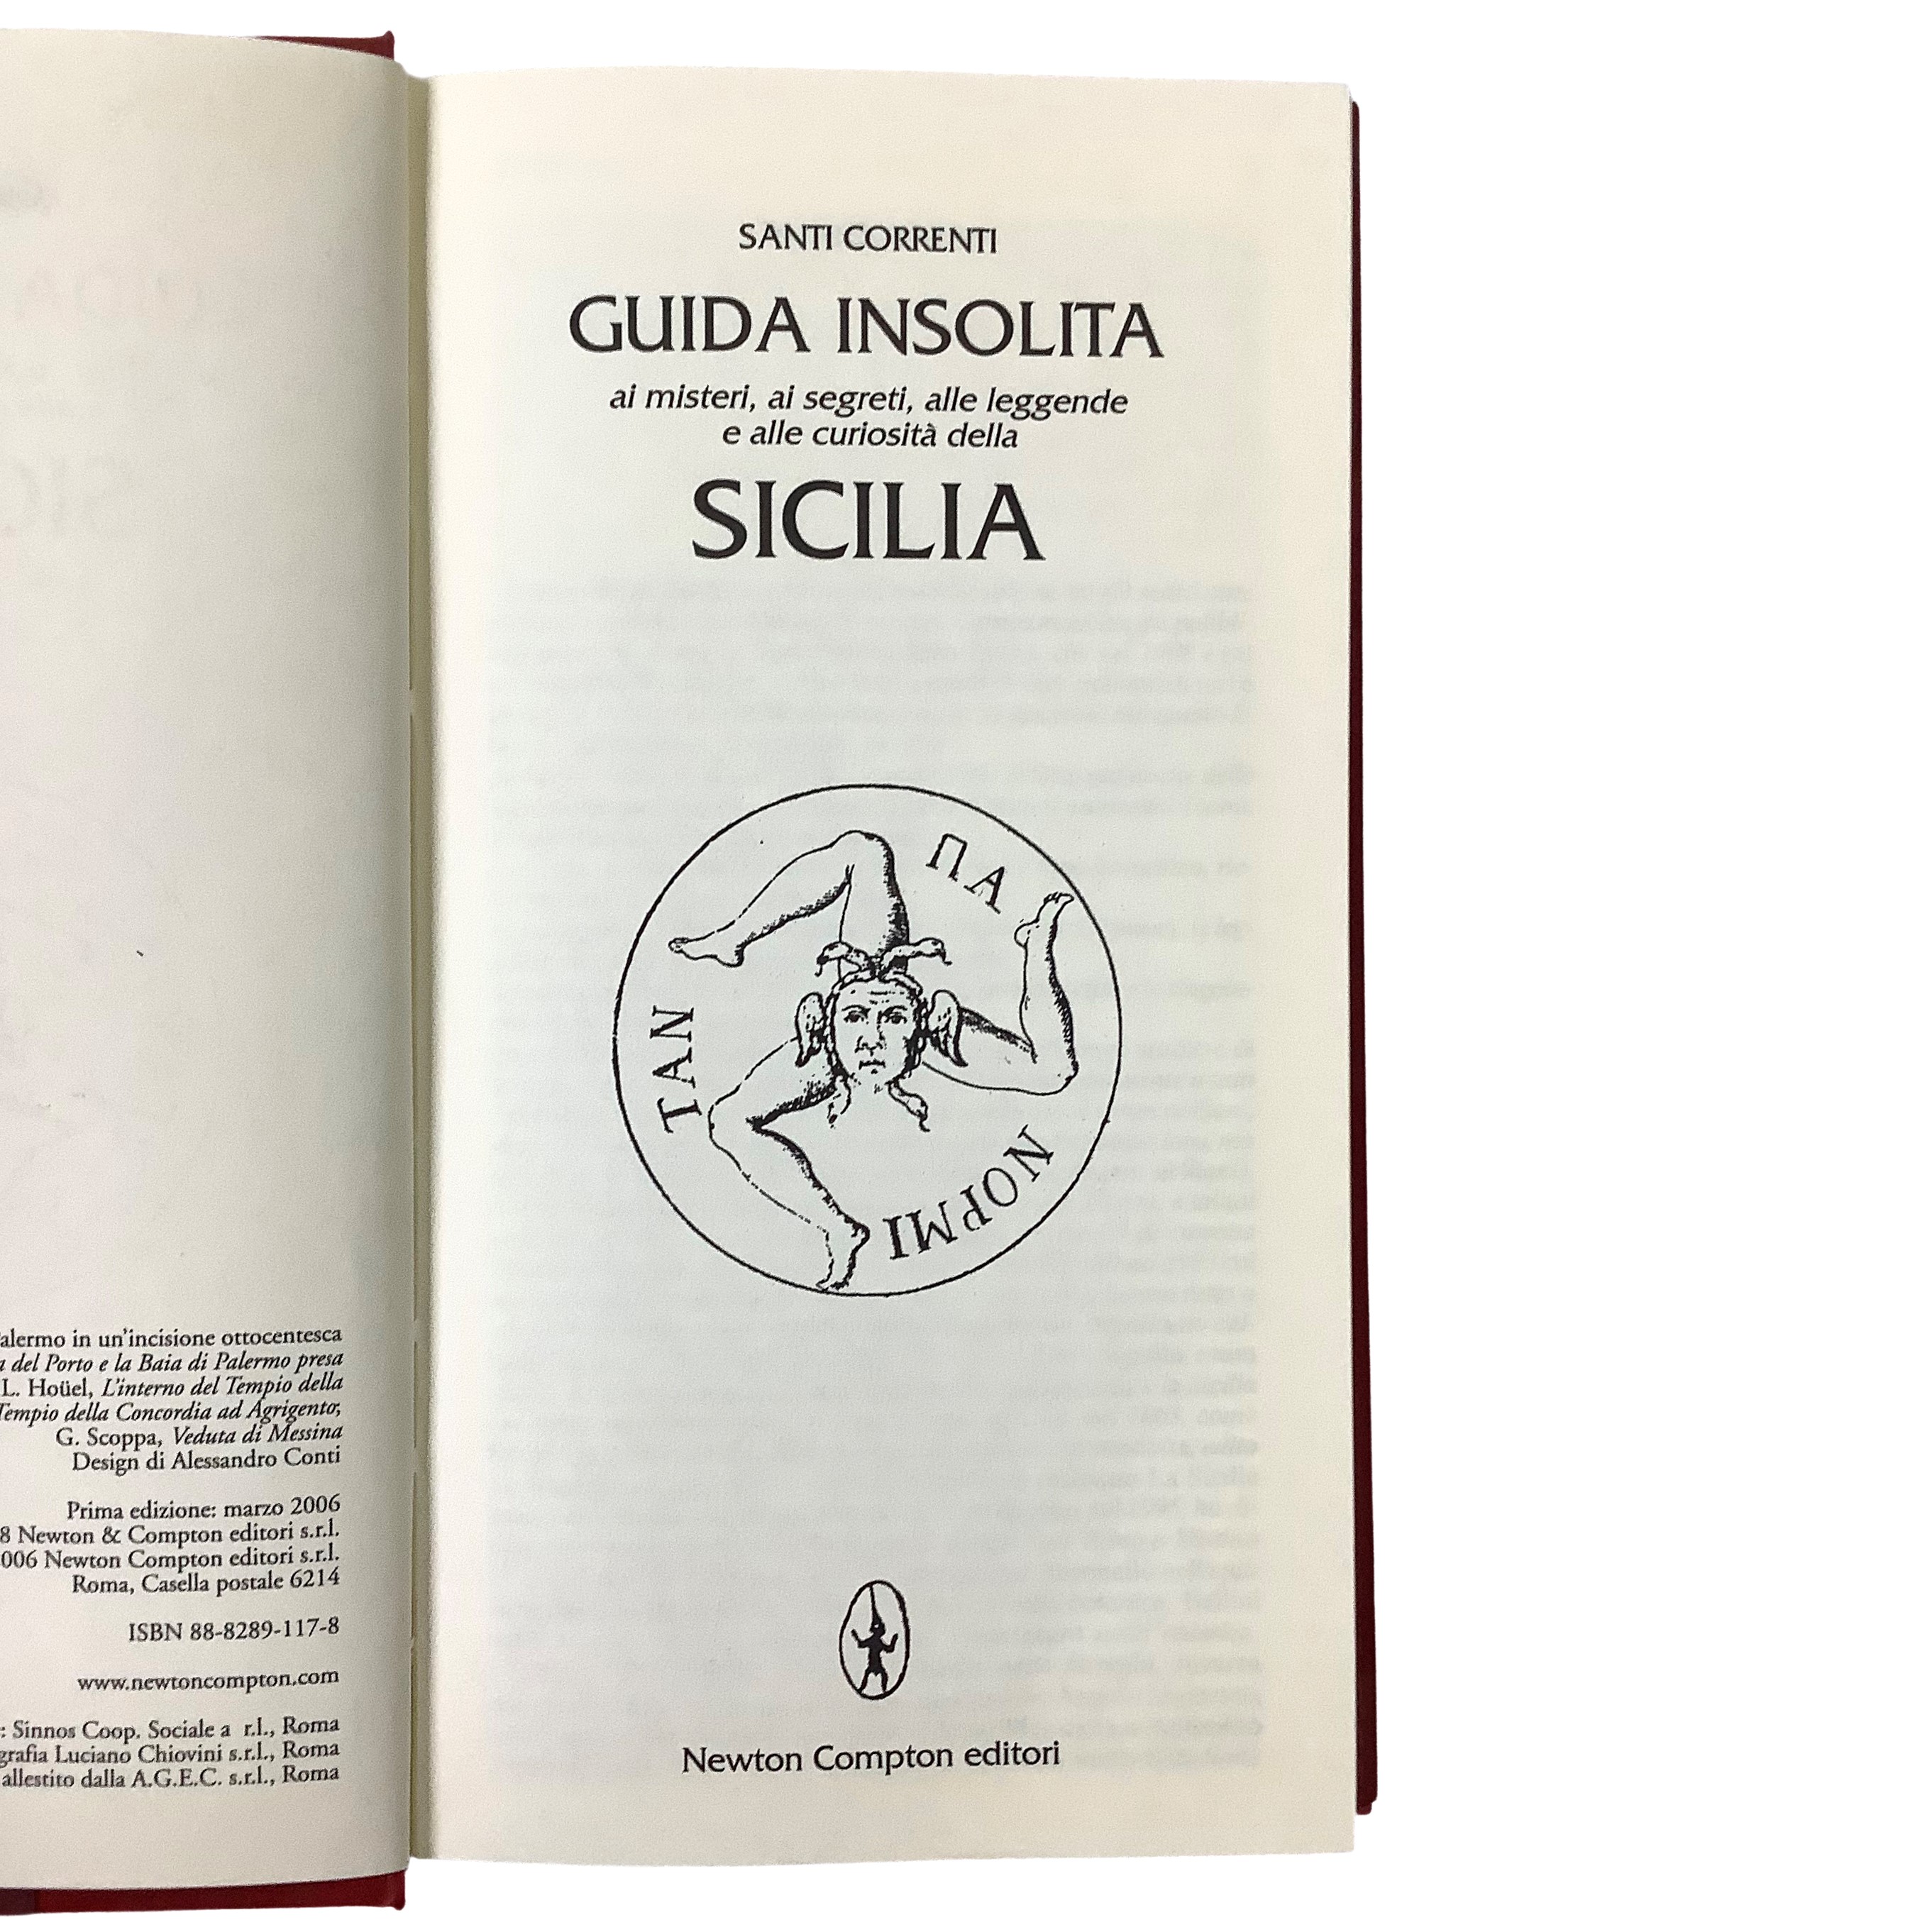 alermo in un'incisione ottocentesca
del Porto e la Baia di Palermo presa
L. Hoüel, L'interno del Tempio della
Tempio della Concordia ad Agrigento,
G. Scoppa, Veduta di Messina
Design di Alessandro Conti
Prima edizione: marzo 2006
8 Newton & Compton editori s.r.l.
006 Newton Compton editori s.r.l.
Roma, Casella postale 6214
ISBN 88-8289-117-8
www.newtoncompton.com
: Sinnos Coop. Sociale a r.l., Roma
grafia Luciano Chiovini s.r.l., Roma
allestito dalla A.G.E.C. s.r.l., Roma
SANTI CORRENTI
GUIDA INSOLITA
ai misteri, ai segreti, alle leggende
e alle curiosità della
SICILIA
ΠΑ
ΝΟΡΜΙ
ΤΑΝ
Newton Compton editori